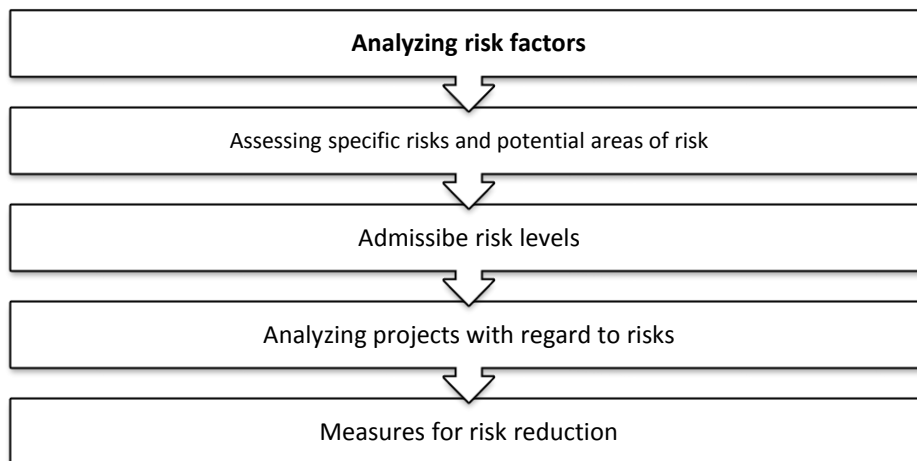 Analyzing risk factors
Assessing specific risks and potential areas of risk
Admissibe risk levels
Analyzing projects with regard to risks
Measures for risk reduction